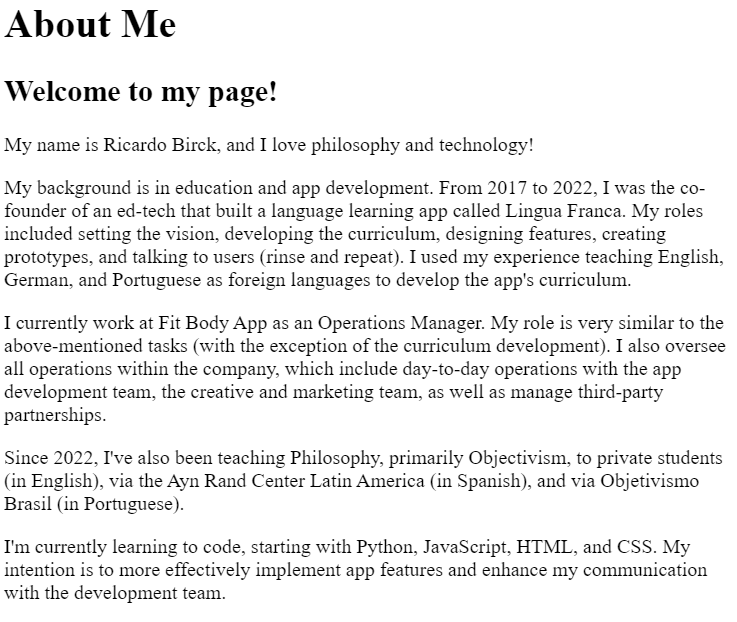 About Me
Welcome to my page!
My name is Ricardo Birck, and I love philosophy and technology!
My background is in education and app development. From 2017 to 2022, I was the co-
founder of an ed-tech that built a language learning app called Lingua Franca. My roles
included setting the vision, developing the curriculum, designing features, creating
prototypes, and talking to users (rinse and repeat). I used my experience teaching English,
German, and Portuguese as foreign languages to develop the app's curriculum.
I currently work at Fit Body App as an Operations Manager. My role is very similar to the
above-mentioned tasks (with the exception of the curriculum development). I also oversee
all operations within the company, which include day-to-day operations with the app
development team, the creative and marketing team, as well as manage third-party
partnerships.
Since 2022, I've also been teaching Philosophy, primarily Objectivism, to private students
(in English), via the Ayn Rand Center Latin America (in Spanish), and via Objetivismo
Brasil (in Portuguese).
I'm currently learning to code, starting with Python, JavaScript, HTML, and CSS. My
intention is to more effectively implement app features and enhance my communication
with the development team.